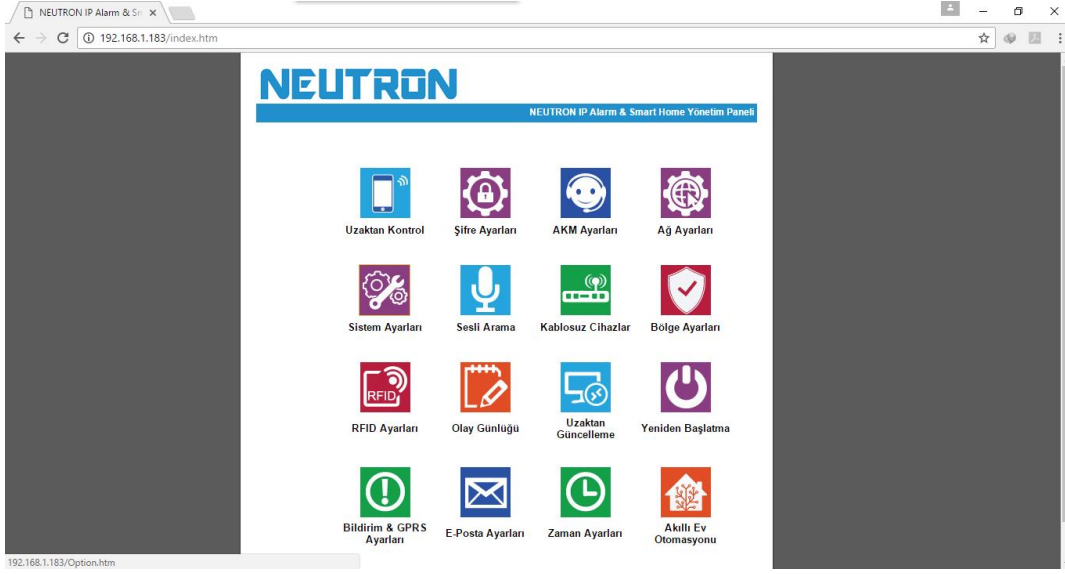 NEUTRON IP Alarm & Sm
192.168.1.183/index.htm
NEUTRON
NEUTRON IP Alarm & Smart Home Yönetim Paneli
Uzaktan Kontrol
Şifre Ayarları
AKM Ayarları
Ağ Ayarları
Sistem Ayarları
Sesli Arama
Kablosuz Cihazlar
Bölge Ayarları
RFID
RFID Ayarları
Olay Günlüğü
Uzaktan
Güncelleme
Yeniden Başlatma
Bildirim & GPRS
Ayarları
E-Posta Ayarları
Zaman Ayarları
Akıllı Ev
Otomasyonu
192.168.1.183/Option.htm